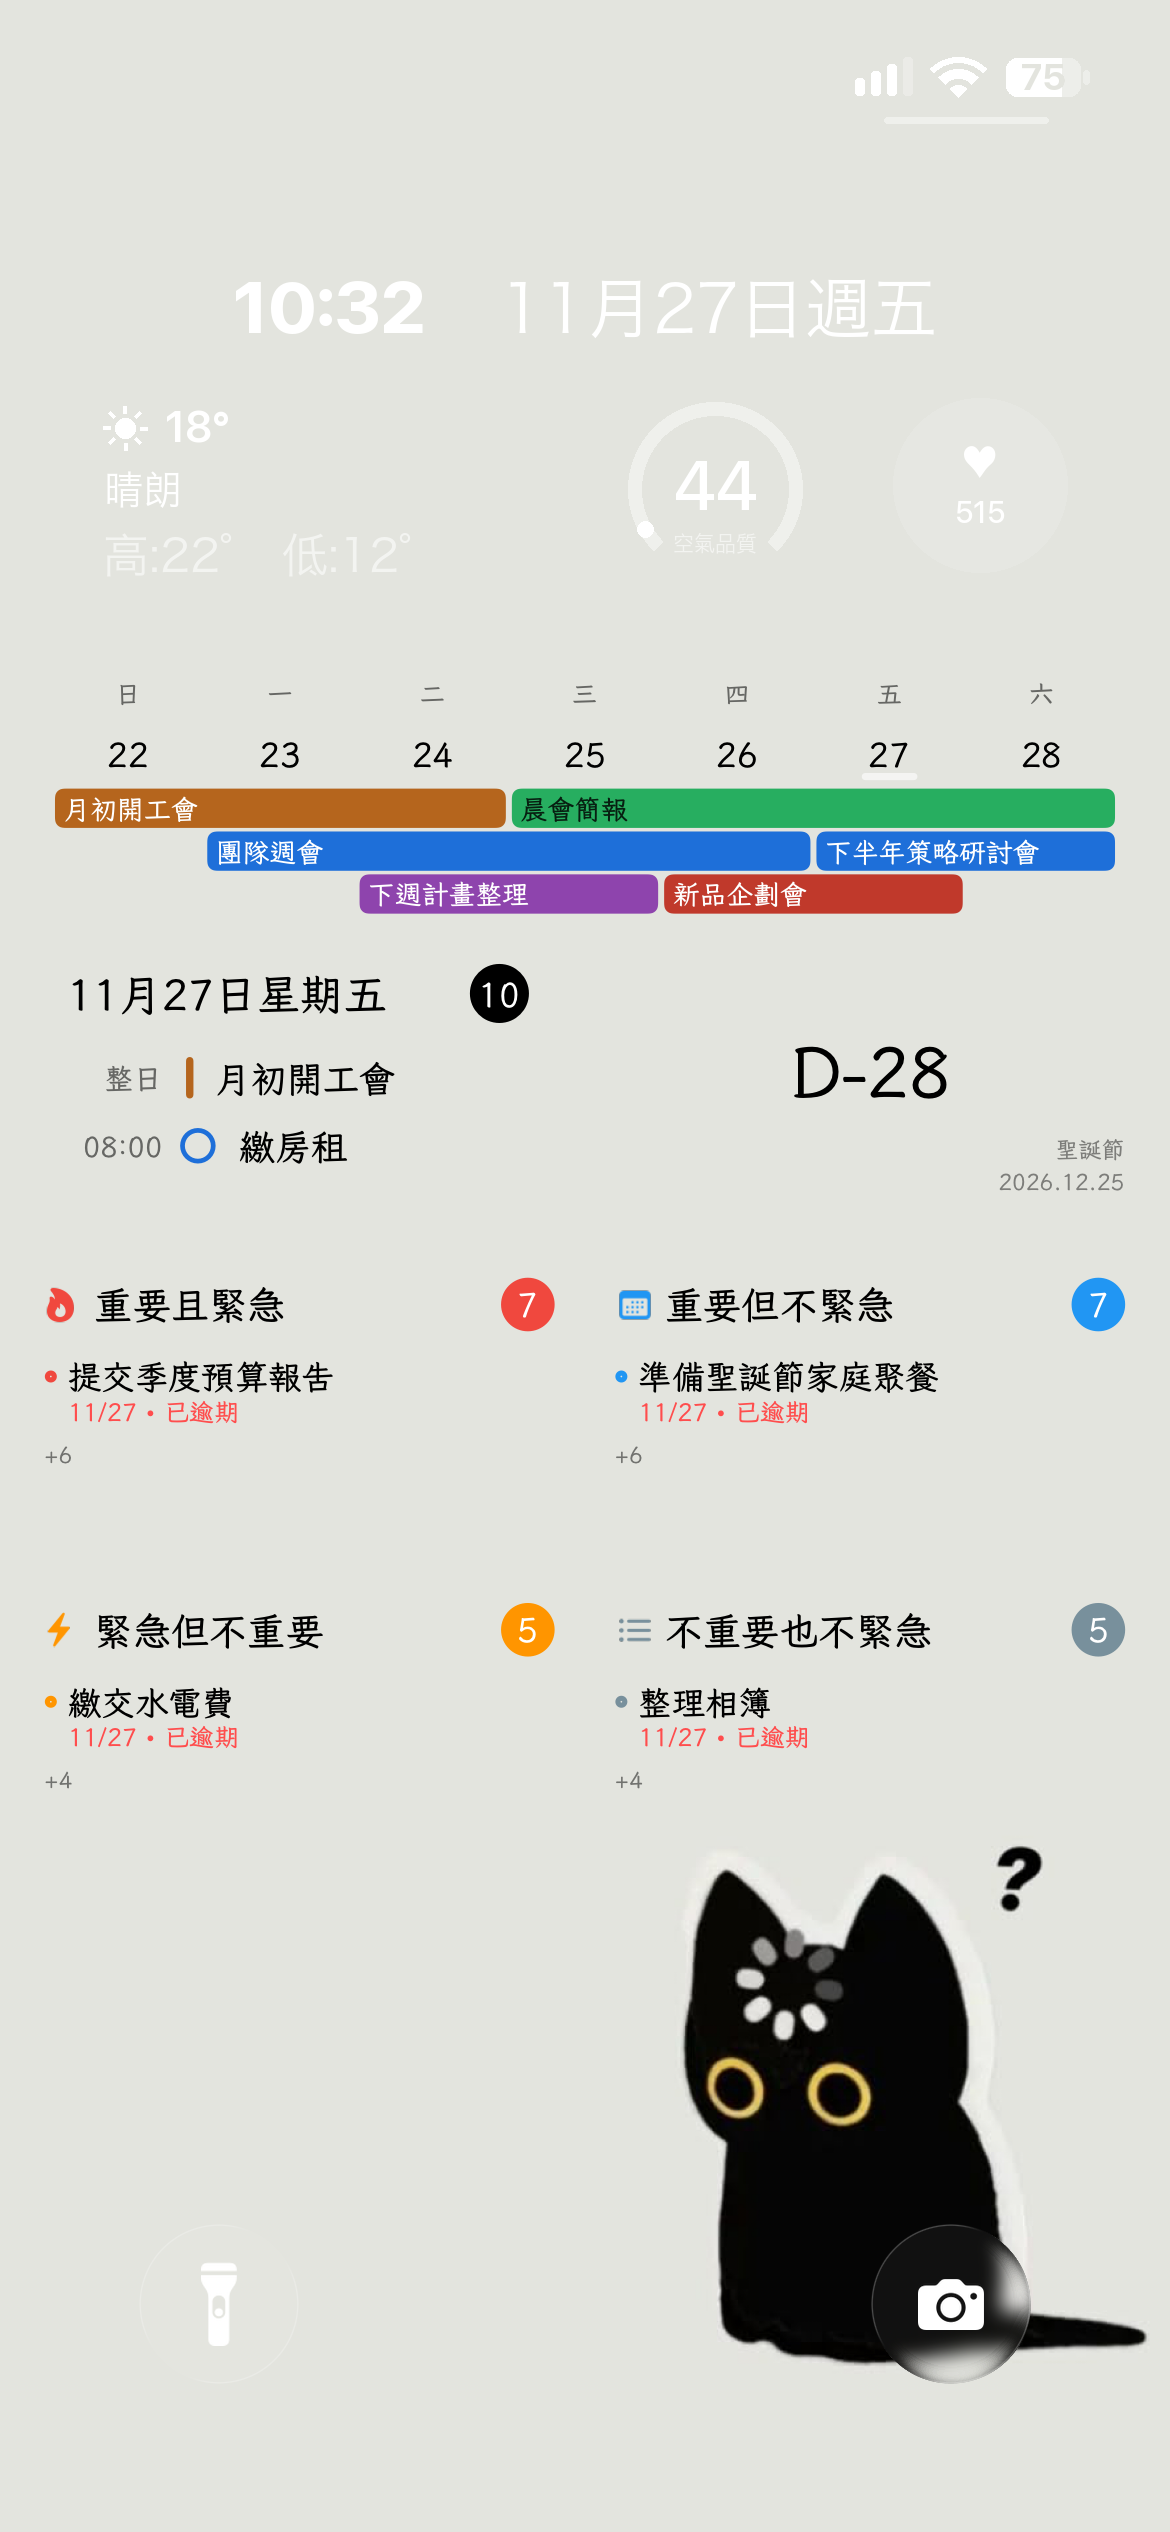 75
10:32 11月27日週五
18°
晴朗
高:22° 低:12°
44
空氣品質
515
日 一 二 三 四 五 六
22 23 24 25 26 27 28
月初開工會 晨會簡報
團隊週會 下半年策略研討會
下週計畫整理 新品企劃會
11月27日星期五 10
整日 月初開工會
08:00 繳房租
D-28
聖誕節
2026.12.25
重要且緊急 7
提交季度預算報告
11/27 • 已逾期
+6
重要但不緊急 7
準備聖誕節家庭聚餐
11/27 • 已逾期
+6
緊急但不重要 5
繳交水電費
11/27 • 已逾期
+4
不重要也不緊急 5
整理相簿
11/27 • 已逾期
+4
?